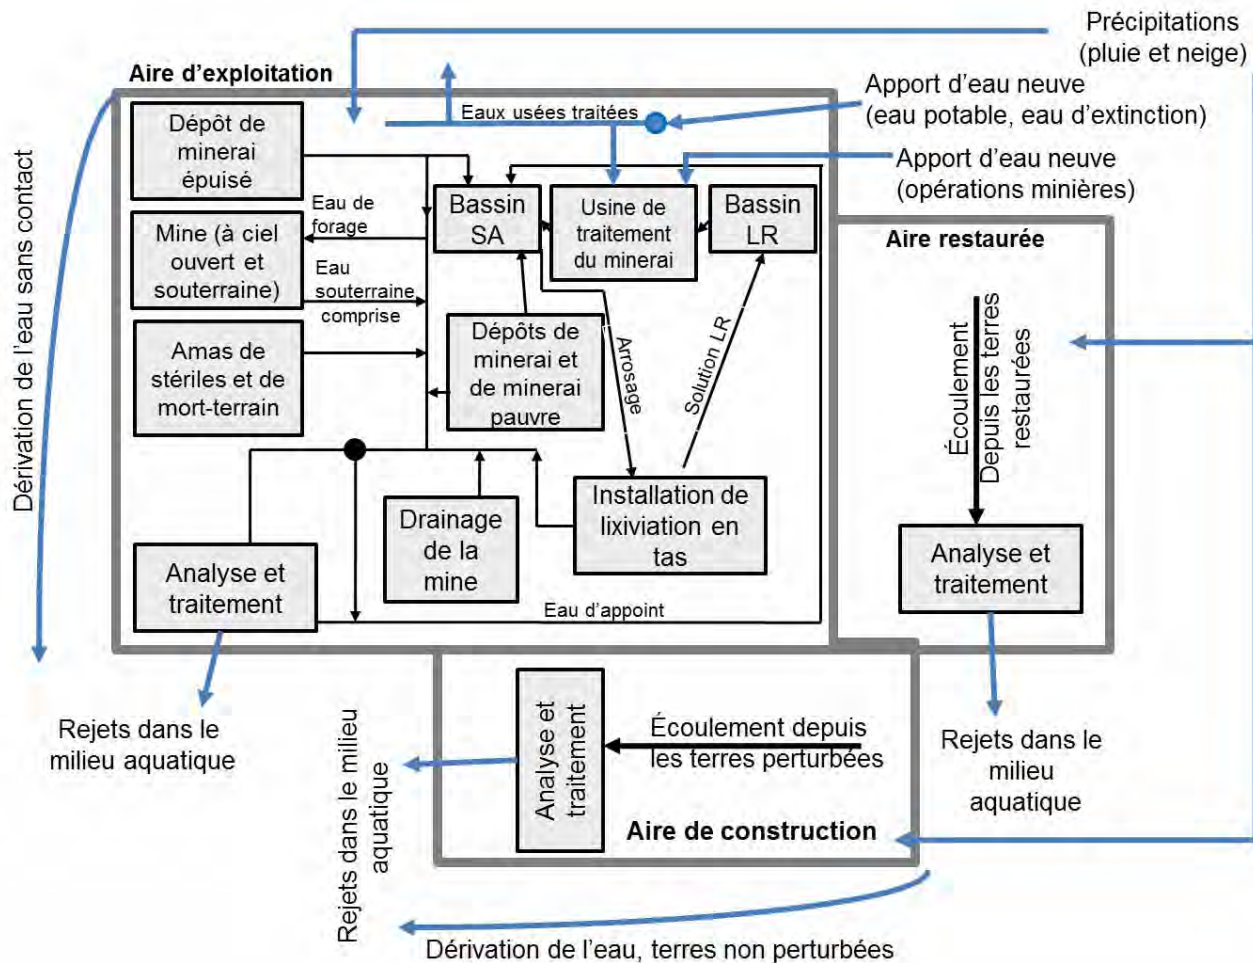 Précipitations
(pluie et neige)
Aire d'exploitation
Apport d'eau neuve
(eau potable, eau d'extinction)
Eaux usées traitées
Dépôt de
minerai
épuisé
Apport d'eau neuve
(opérations minières)
Bassin
SA
Usine de
traitement
du minerai
Bassin
LR
Eau de
forage
Mine (à ciel
ouvert et
souterraine)
Eau
souterraine
comprise
Aire restaurée
Dérivation de l'eau sans contact
Amas de
stériles et de
mort-terrain
Dépôts de
minerai et
de minerai
pauvre
Arrosage
Solution LR
Écoulement
Depuis les terres
restaurées
Installation de
lixiviation en
tas
Drainage
de la
mine
Analyse et
traitement
Analyse et
traitement
Eau d'appoint
Rejets dans le
milieu aquatique
Rejets dans le milieu
aquatique
Analyse et
traitement
Écoulement depuis
les terres perturbées
Rejets dans le
milieu
aquatique
Aire de construction
Dérivation de l'eau, terres non perturbées